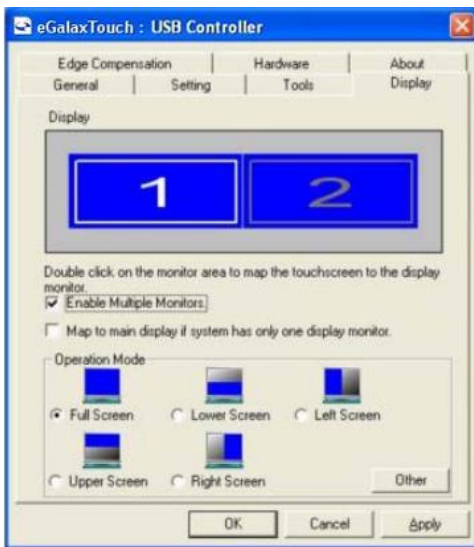 eGalaxTouch : USB Controller
Edge Compensation Hardware About
General Setting Tools Display
Display
1 2
Double click on the monitor area to map the touchscreen to the display
monitor.
Enable Multiple Monitors.
Map to main display if system has only one display monitor.
Operation Mode
Full Screen Lower Screen Left Screen
Upper Screen Right Screen Other
OK Cancel Apply